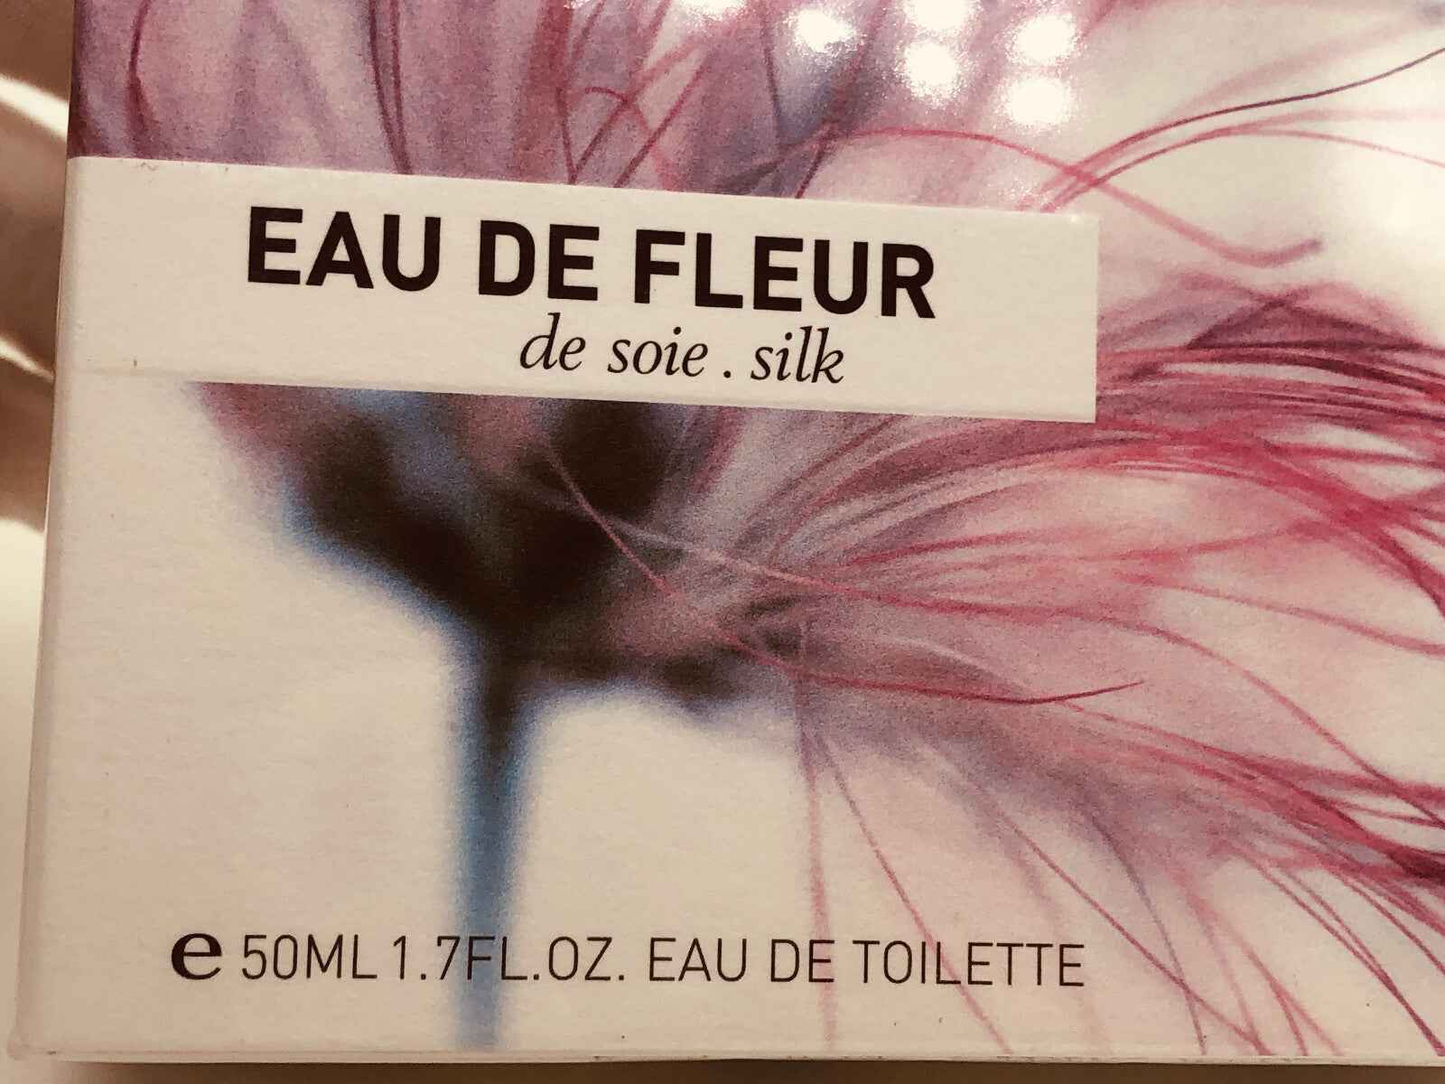 EAU DE FLEUR
de soie . silk
℮ 50ML 1.7FL.OZ. EAU DE TOILETTE